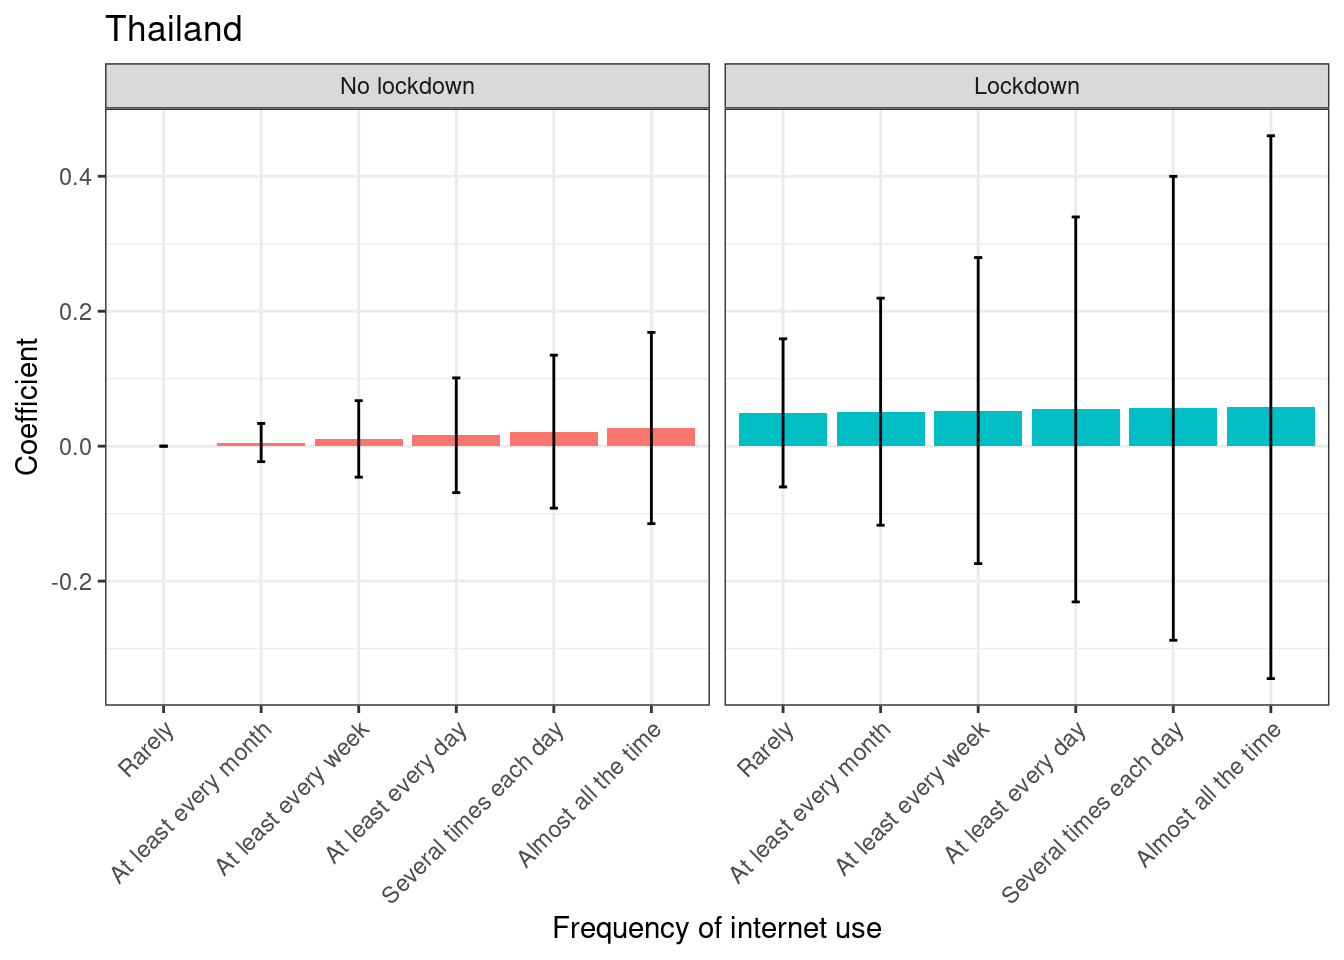 Thailand
No lockdown
Lockdown
Coefficient
0.4
0.2
0.0
-0.2
Rarely
At least every month
At least every week
At least every day
Several times each day
Almost all the time
Rarely
At least every month
At least every week
At least every day
Several times each day
Almost all the time
Frequency of internet use